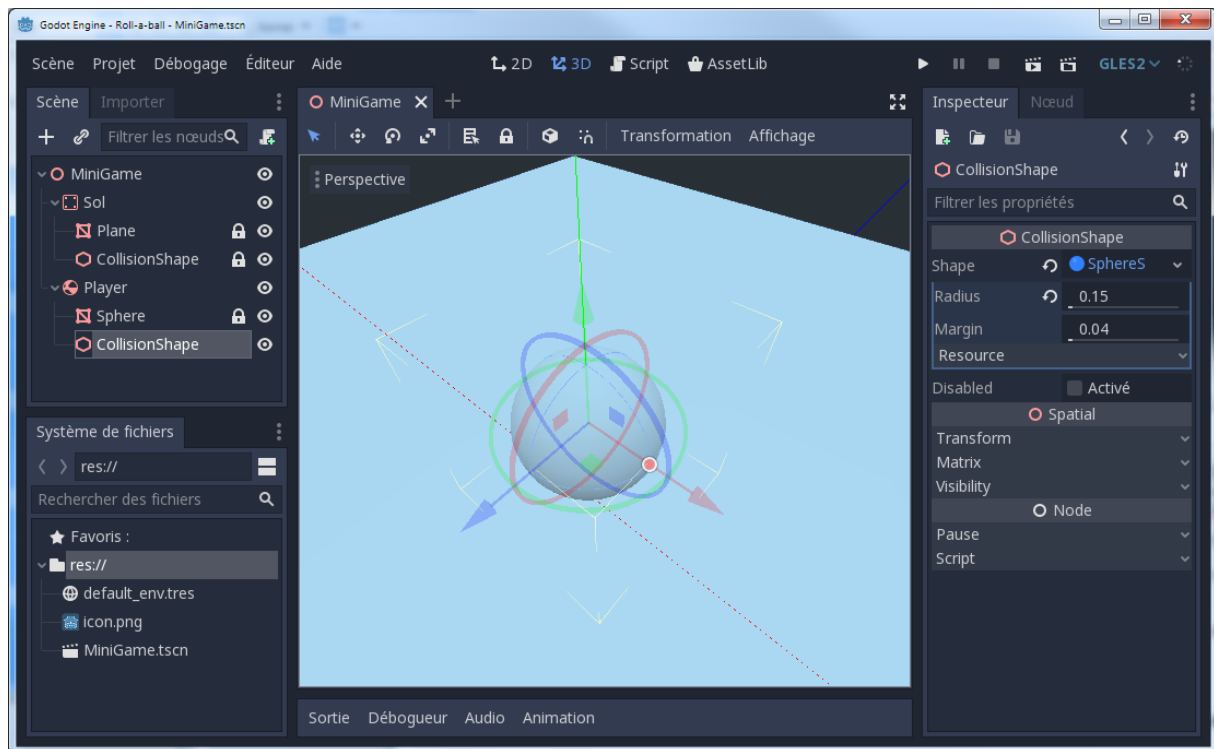 Godot Engine - Roll-a-ball - MiniGame.tscn
Scène Projet Débogage Éditeur Aide 2D 3D Script AssetLib GLES2
Scène Importer
Filtrer les nœuds
MiniGame
Sol
Plane
CollisionShape
Player
Sphere
CollisionShape
Système de fichiers
res://
Rechercher des fichiers
Favoris :
res://
default_env.tres
icon.png
MiniGame.tscn
MiniGame
Transformation Affichage
Perspective
Sortie Débogueur Audio Animation
Inspecteur Nœud
CollisionShape
Filtrer les propriétés
CollisionShape
Shape SphereS
Radius 0.15
Margin 0.04
Resource
Disabled Activé
Spatial
Transform
Matrix
Visibility
Node
Pause
Script